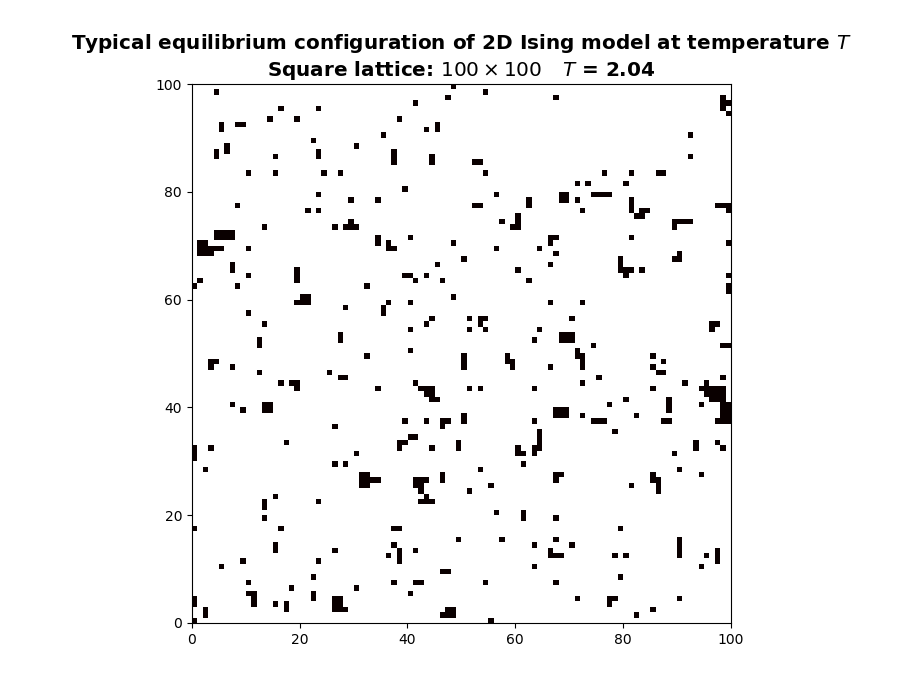 Typical equilibrium configuration of 2D Ising model at temperature T
Square lattice: 100 × 100 T = 2.04
100
80
60
40
20
0
0 20 40 60 80 100